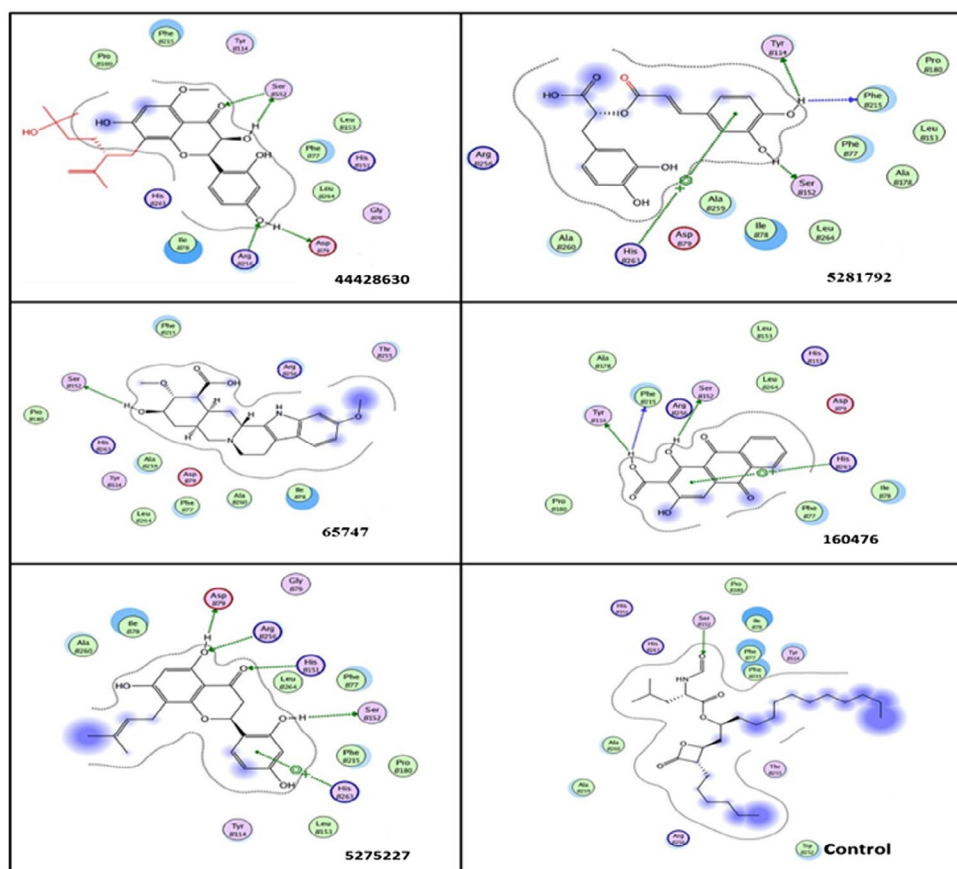 Phe
B215
Tyr
B114
Pro
B180
Ser
B152
O
O
H
O
HO
O
OH
HO
Leu
B153
Phe
B77
His
B151
Leu
B264
Gly
B76
His
B263
Ile
B78
O
H
Arg
B256
Asp
B79
44428630
Tyr
B114
Pro
B180
O
HO
O
O
O
H
O
H
Phe
B215
Leu
B153
Phe
B77
Ala
B178
Arg
B256
Ser
B152
OH
OH
Ala
B259
Ala
B260
His
B263
Asp
B79
Ile
B78
Leu
B264
5281792
Phe
B215
Thr
Arg
B256
Ser
B152
O
OH
O
H
O
H
H
H
N
NH
O
Pro
B180
His
B263
Ala
B259
Tyr
B114
Asp
B79
Phe
B77
Leu
B264
Ala
B260
Ile
B78
65747
Leu
B153
Ala
B178
His
B151
Phe
B215
Arg
B256
Ser
B152
Leu
B264
Asp
B79
Tyr
B114
H
O
H
O
O
O
O
HO
His
B263
Pro
B180
Ile
B78
Phe
B77
160476
Gly
B76
Asp
B79
Ile
B78
Arg
B256
Ala
B260
H
O
O
His
B151
HO
O
Leu
B264
Phe
B77
O
H
Ser
B152
Phe
B215
Pro
B180
OH
His
B263
Tyr
B114
Leu
B153
5275227
Pro
B180
His
Ser
B152
Ile
B78
His
B263
Phe
B77
Tyr
B114
Phe
O
HN
O
O
O
O
Ala
B260
Thr
Ala
B259
Arg
Trp
Control